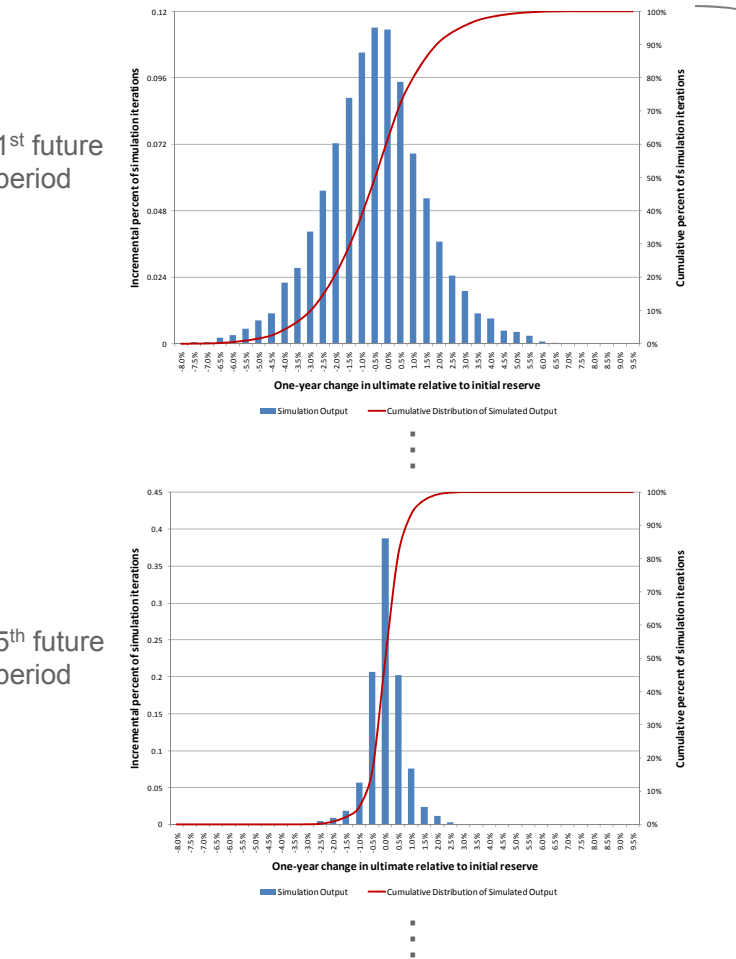 1st future
period
0.12
0.096
0.072
0.048
0.024
0
Incremental percent of simulation iterations
100%
90%
80%
70%
60%
50%
40%
30%
20%
10%
0%
Cumulative percent of simulation iterations
-8.0% -7.5% -7.0% -6.5% -6.0% -5.5% -5.0% -4.5% -4.0% -3.5% -3.0% -2.5% -2.0% -1.5% -1.0% -0.5% 0.0% 0.5% 1.0% 1.5% 2.0% 2.5% 3.0% 3.5% 4.0% 4.5% 5.0% 5.5% 6.0% 6.5% 7.0% 7.5% 8.0% 8.5% 9.0% 9.5%
One-year change in ultimate relative to initial reserve
Simulation Output Cumulative Distribution of Simulated Output
5th future
period
0.45
0.4
0.35
0.3
0.25
0.2
0.15
0.1
0.05
0
Incremental percent of simulation iterations
100%
90%
80%
70%
60%
50%
40%
30%
20%
10%
0%
Cumulative percent of simulation iterations
-8.0% -7.5% -7.0% -6.5% -6.0% -5.5% -5.0% -4.5% -4.0% -3.5% -3.0% -2.5% -2.0% -1.5% -1.0% -0.5% 0.0% 0.5% 1.0% 1.5% 2.0% 2.5% 3.0% 3.5% 4.0% 4.5% 5.0% 5.5% 6.0% 6.5% 7.0% 7.5% 8.0% 8.5% 9.0% 9.5%
One-year change in ultimate relative to initial reserve
Simulation Output Cumulative Distribution of Simulated Output